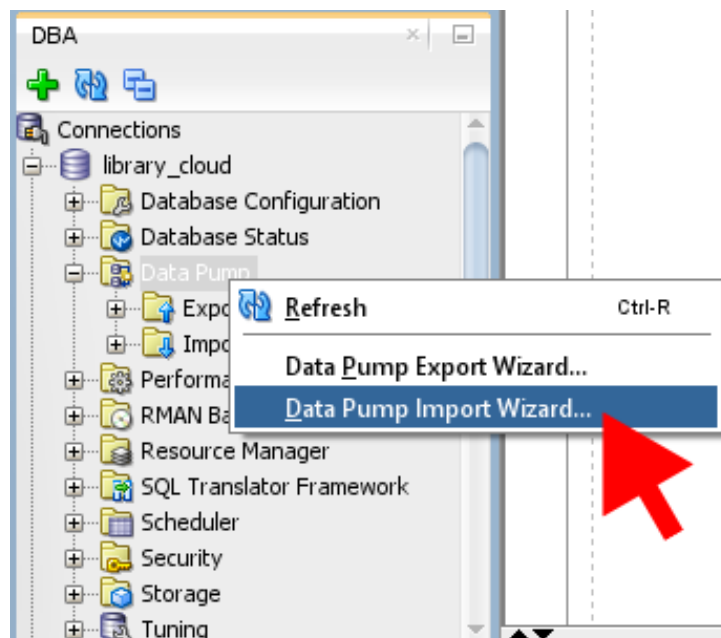 DBA
Connections
library_cloud
Database Configuration
Database Status
Data Pump
Refresh Ctrl-R
Data Pump Export Wizard...
Data Pump Import Wizard...
Resource Manager
SQL Translator Framework
Scheduler
Security
Storage
Tuning